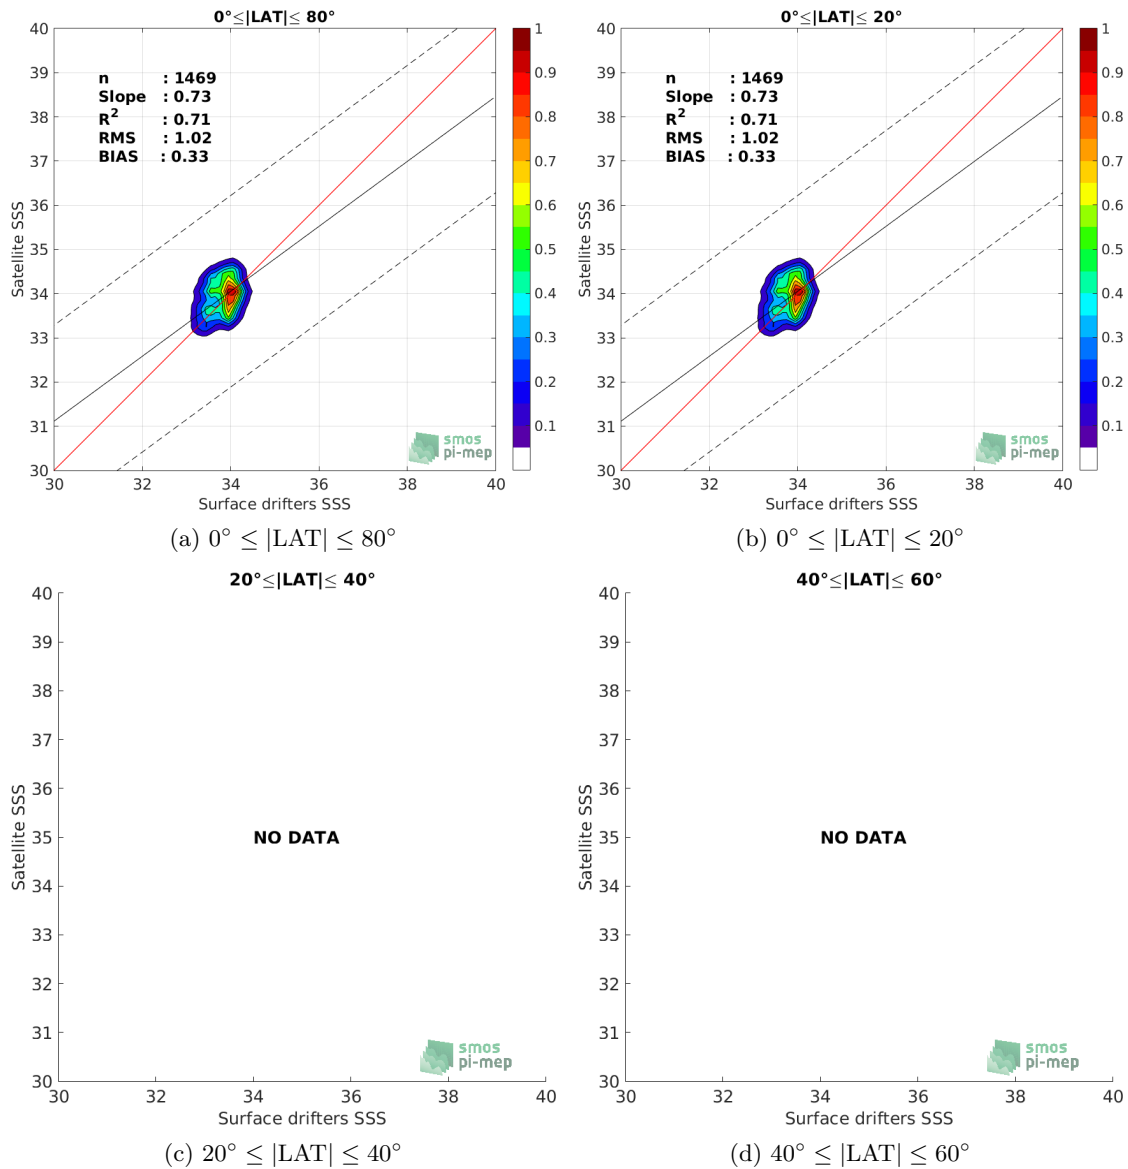 0°≤|LAT|≤ 80°
40
39
38
37
36
35
34
33
32
31
30
Satellite SSS
n : 1469
Slope : 0.73
R² : 0.71
RMS : 1.02
BIAS : 0.33
smos
pi-mep
30 32 34 36 38 40
Surface drifters SSS
1
0.9
0.8
0.7
0.6
0.5
0.4
0.3
0.2
0.1
(a) 0° ≤ |LAT| ≤ 80°
0°≤|LAT|≤ 20°
40
39
38
37
36
35
34
33
32
31
30
Satellite SSS
n : 1469
Slope : 0.73
R² : 0.71
RMS : 1.02
BIAS : 0.33
smos
pi-mep
30 32 34 36 38 40
Surface drifters SSS
1
0.9
0.8
0.7
0.6
0.5
0.4
0.3
0.2
0.1
(b) 0° ≤ |LAT| ≤ 20°
20°≤|LAT|≤ 40°
40
39
38
37
36
35
34
33
32
31
30
Satellite SSS
NO DATA
smos
pi-mep
30 32 34 36 38 40
Surface drifters SSS
(c) 20° ≤ |LAT| ≤ 40°
40°≤|LAT|≤ 60°
40
39
38
37
36
35
34
33
32
31
30
Satellite SSS
NO DATA
smos
pi-mep
30 32 34 36 38 40
Surface drifters SSS
(d) 40° ≤ |LAT| ≤ 60°